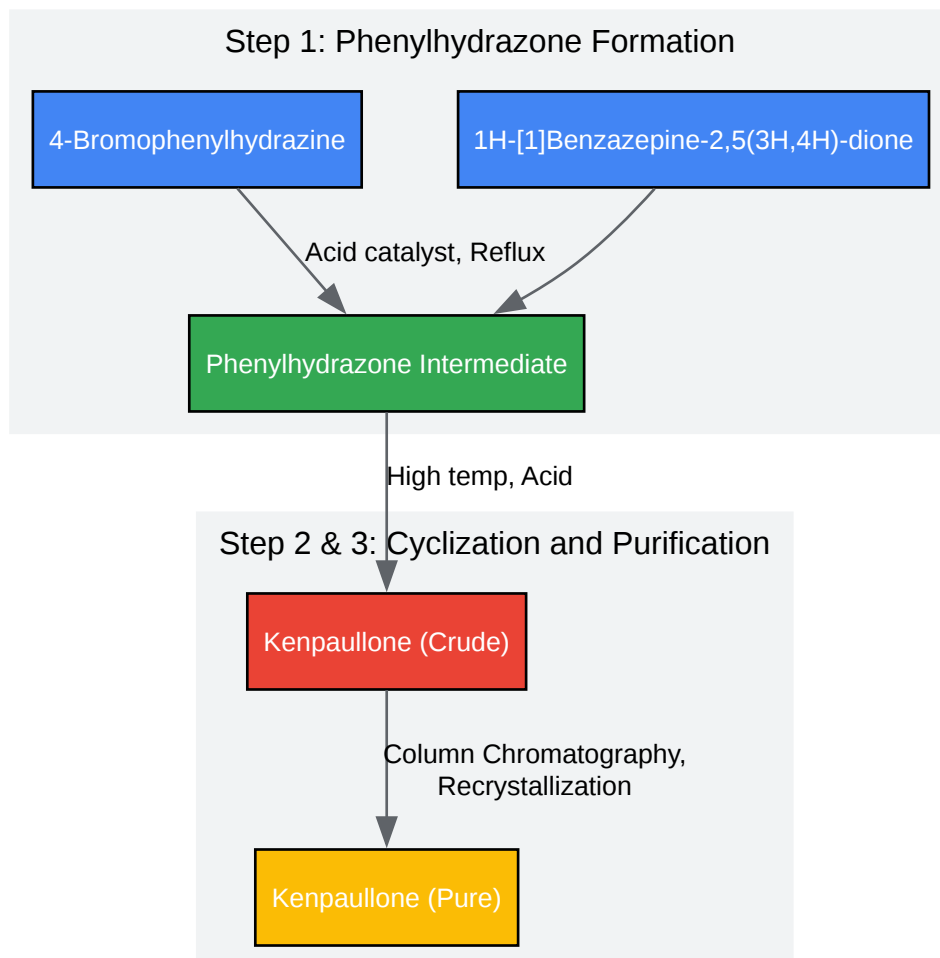 Step 1: Phenylhydrazone Formation
4-Bromophenylhydrazine
1H-[1]Benzazepine-2,5(3H,4H)-dione
Acid catalyst, Reflux
Phenylhydrazone Intermediate
High temp, Acid
Step 2 & 3: Cyclization and Purification
Kenpaullone (Crude)
Column Chromatography,
Recrystallization
Kenpaullone (Pure)